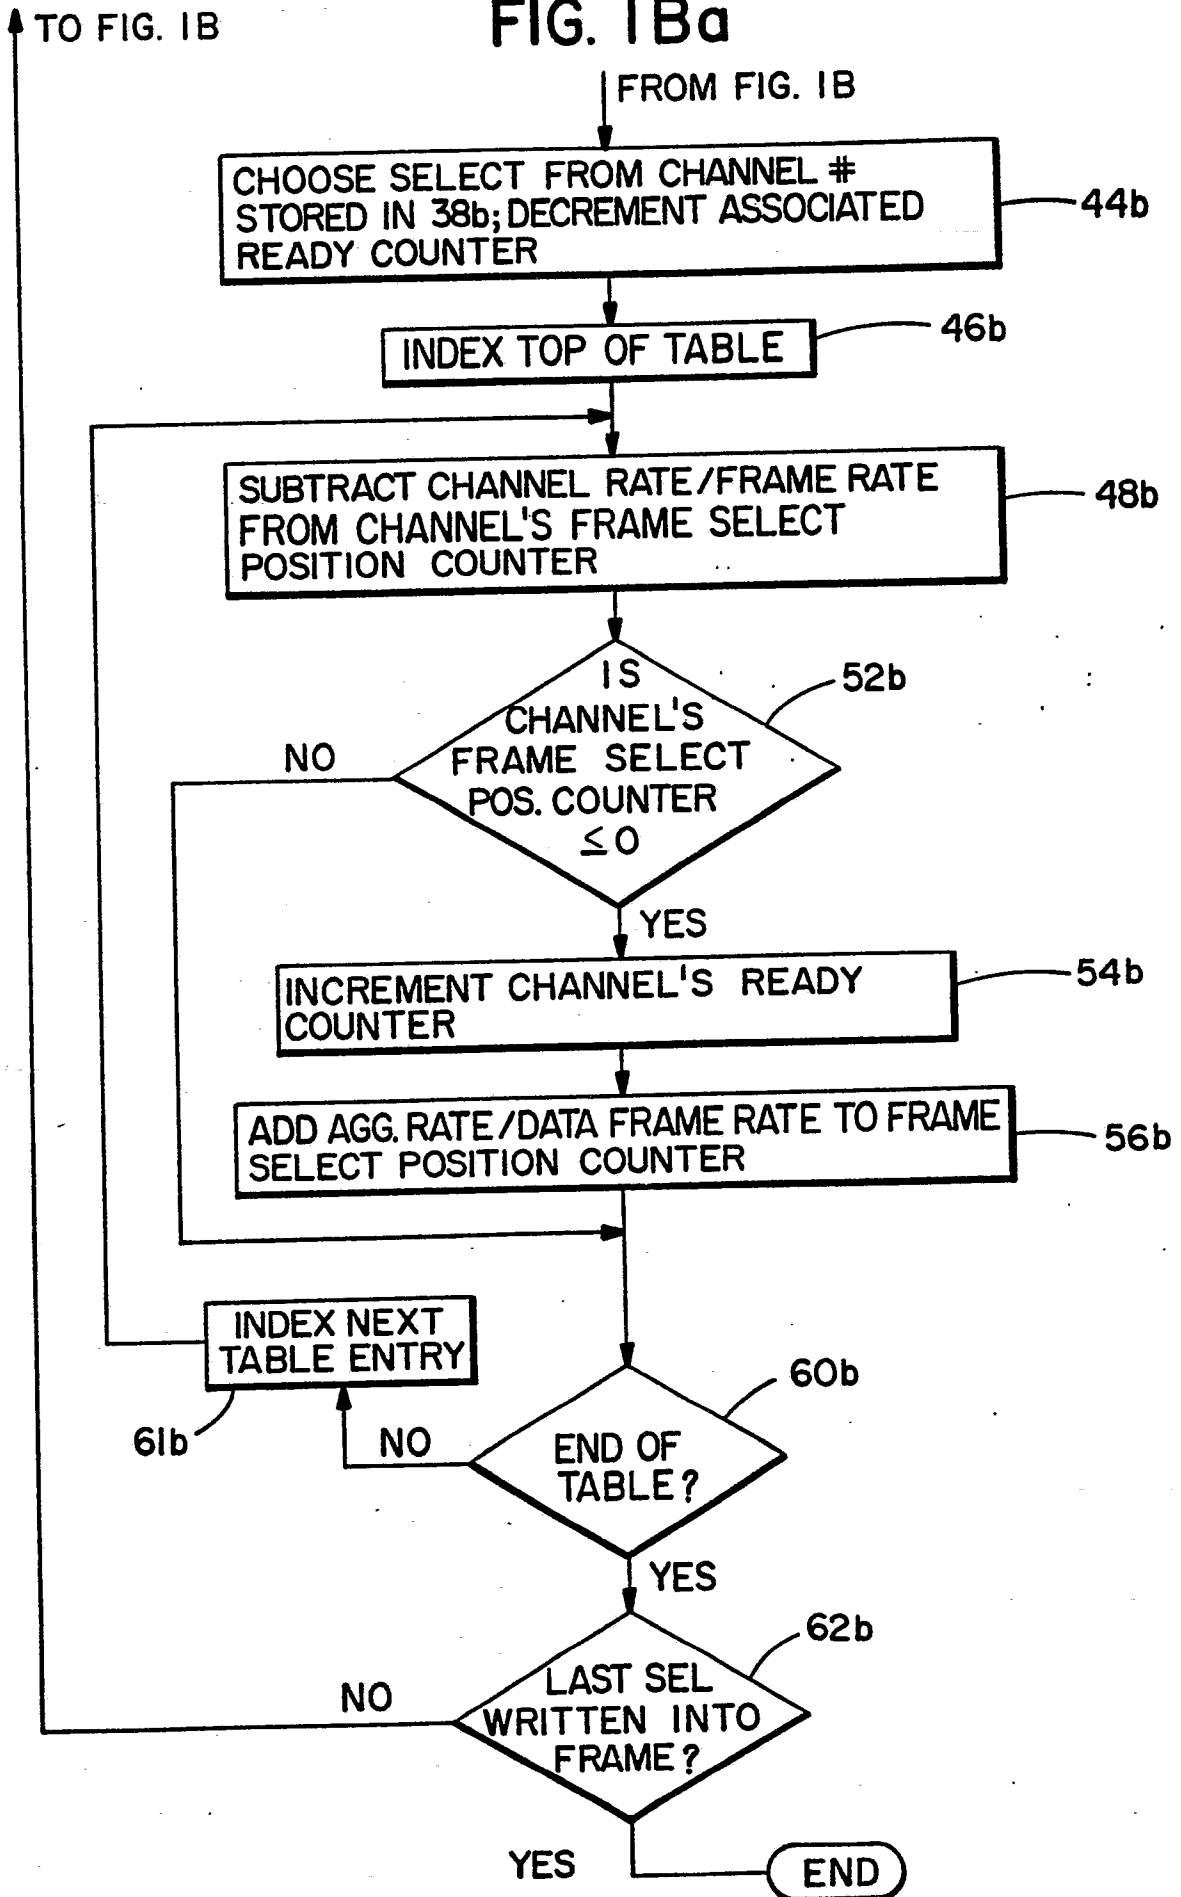 TO FIG. 1B
FIG. 1Ba
FROM FIG. 1B
CHOOSE SELECT FROM CHANNEL #
STORED IN 38b; DECREMENT ASSOCIATED
READY COUNTER
44b
INDEX TOP OF TABLE
46b
SUBTRACT CHANNEL RATE/FRAME RATE
FROM CHANNEL'S FRAME SELECT
POSITION COUNTER
48b
IS
CHANNEL'S
FRAME SELECT
POS. COUNTER
≤ 0
52b
NO
YES
INCREMENT CHANNEL'S READY
COUNTER
54b
ADD AGG. RATE/DATA FRAME RATE TO FRAME
SELECT POSITION COUNTER
56b
INDEX NEXT
TABLE ENTRY
61b
NO
END OF
TABLE?
60b
YES
LAST SEL
WRITTEN INTO
FRAME?
62b
NO
YES
END